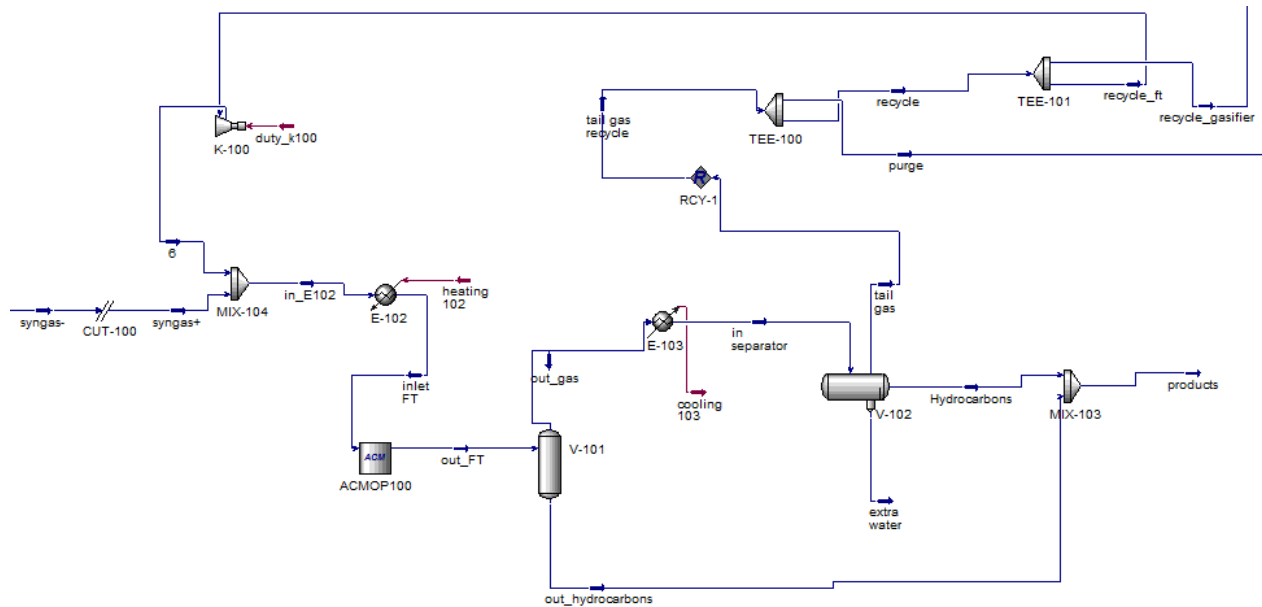 recycle
TEE-101
recycle_ft
recycle_gasifier
tail gas
recycle
TEE-100
purge
duty_k100
K-100
R
RCY-1
6
in_E102
heating
102
MIX-104
E-102
syngas-
CUT-100
syngas+
tail
gas
in
separator
E-103
inlet
FT
out_gas
cooling
103
Hydrocarbons
products
V-102
MIX-103
ACM
out_FT
V-101
ACMOP100
extra
water
out_hydrocarbons